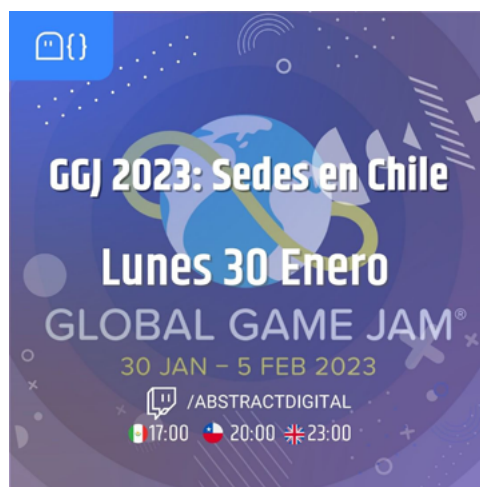 GGJ 2023: Sedes en Chile
Lunes 30 Enero
GLOBAL GAME JAM®
30 JAN – 5 FEB 2023
/ABSTRACTDIGITAL
17:00 20:00 23:00